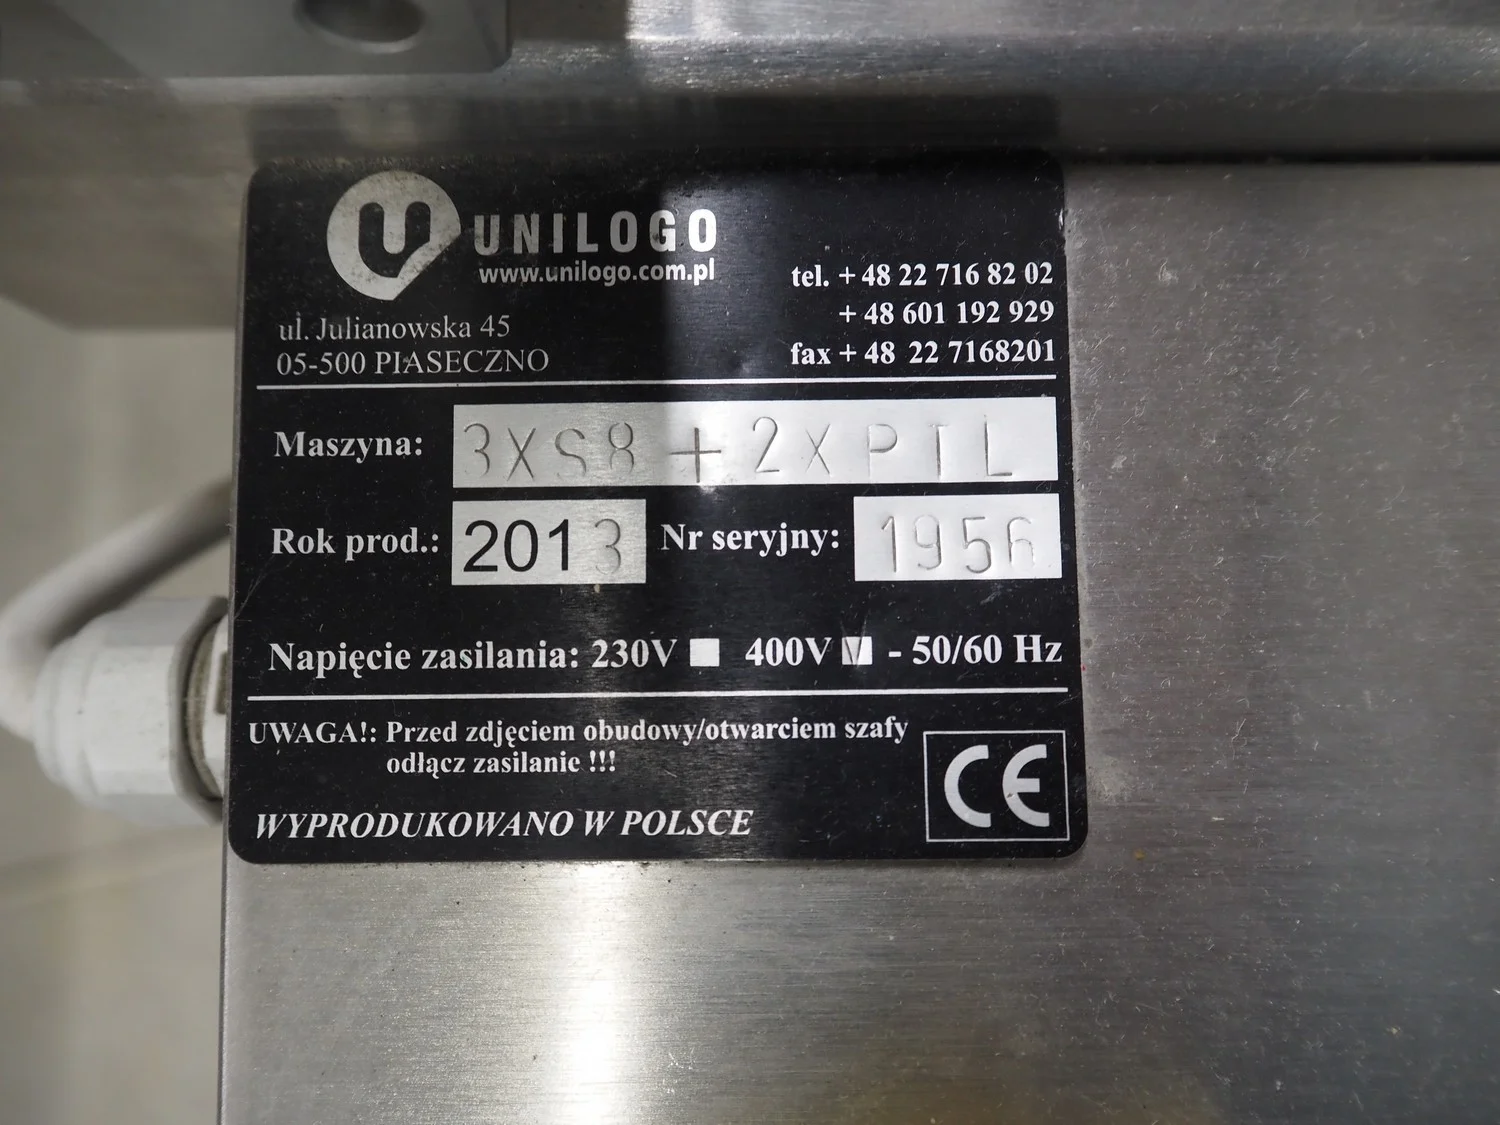 UNILOGO
www.unilogo.com.pl
ul. Julianowska 45
05-500 PIASECZNO
tel. + 48 22 716 82 02
+ 48 601 192 929
fax + 48 22 7168201
Maszyna: 3XS8 + 2XPTL
Rok prod.: 2013 Nr seryjny: 1956
Napięcie zasilania: 230V 400V - 50/60 Hz
UWAGA!: Przed zdjęciem obudowy/otwarciem szafy
odłącz zasilanie !!!
WYPRODUKOWANO W POLSCE
CE